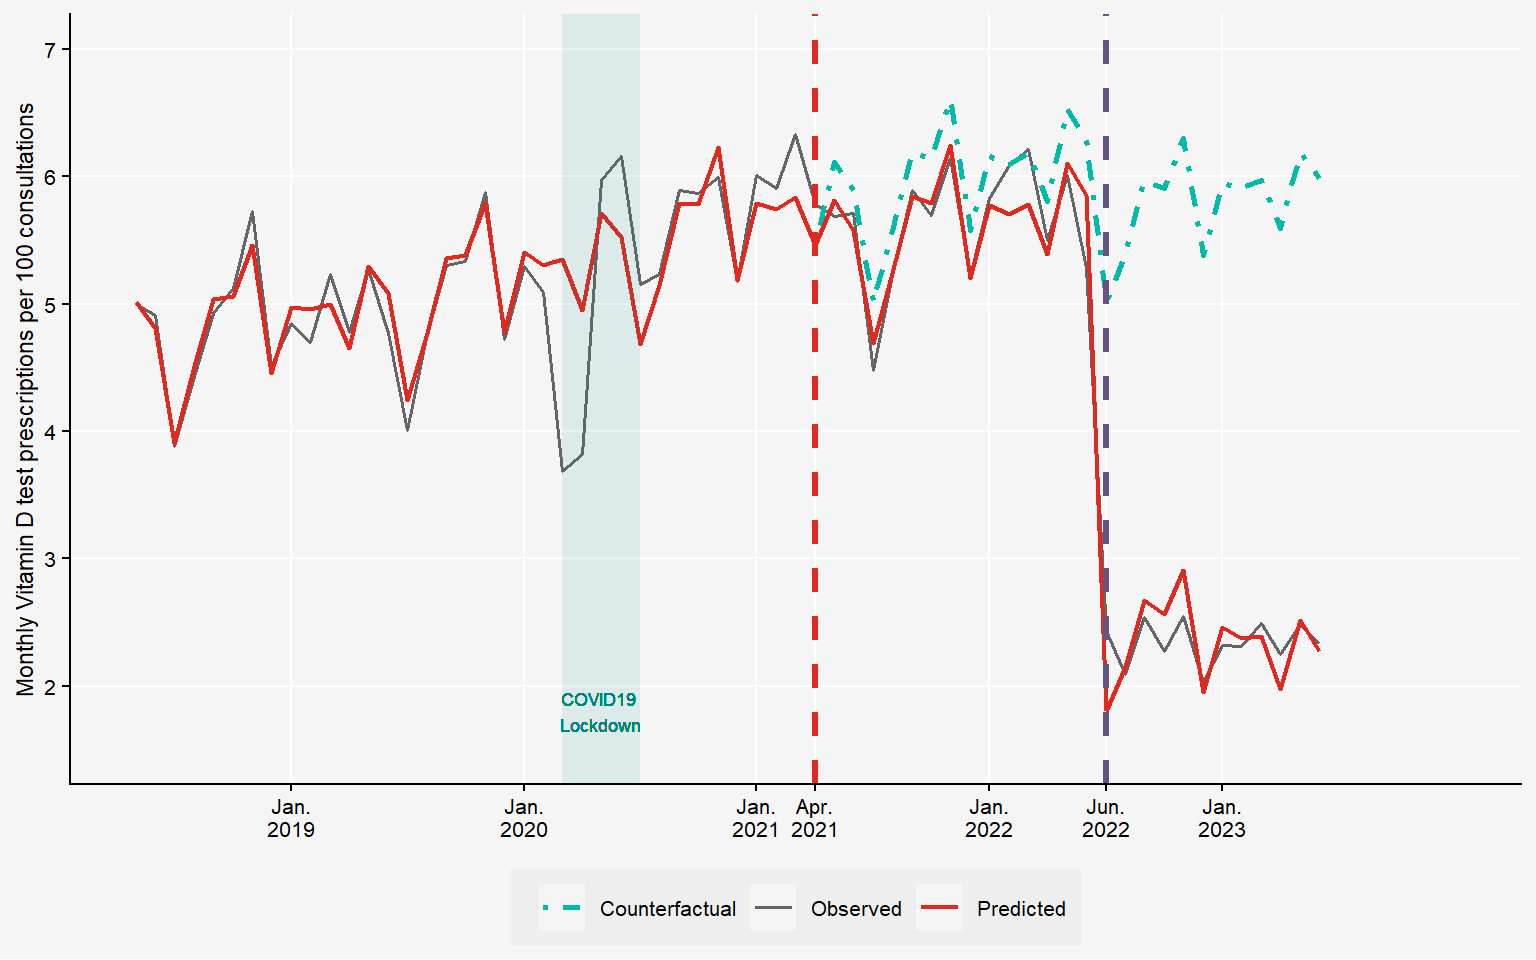 Monthly Vitamin D test prescriptions per 100 consultations
7
6
5
4
3
2
COVID19
Lockdown
Jan.
2019
Jan.
2020
Jan.
2021
Apr.
2021
Jan.
2022
Jun.
2022
Jan.
2023
Counterfactual
Observed
Predicted